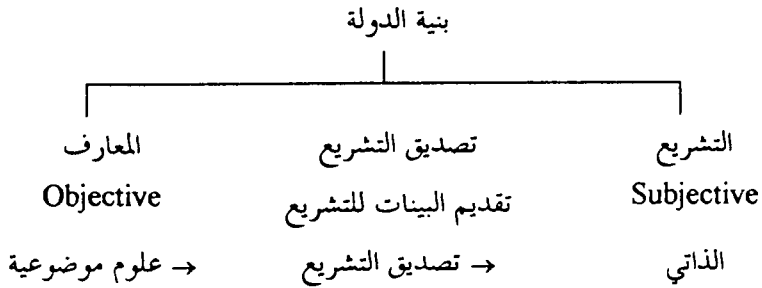 بنية الدولة
التشريع تصديق التشريع المعارف
Subjective تقديم البينات للتشريع Objective
الذاتي → تصديق التشريع → علوم موضوعية